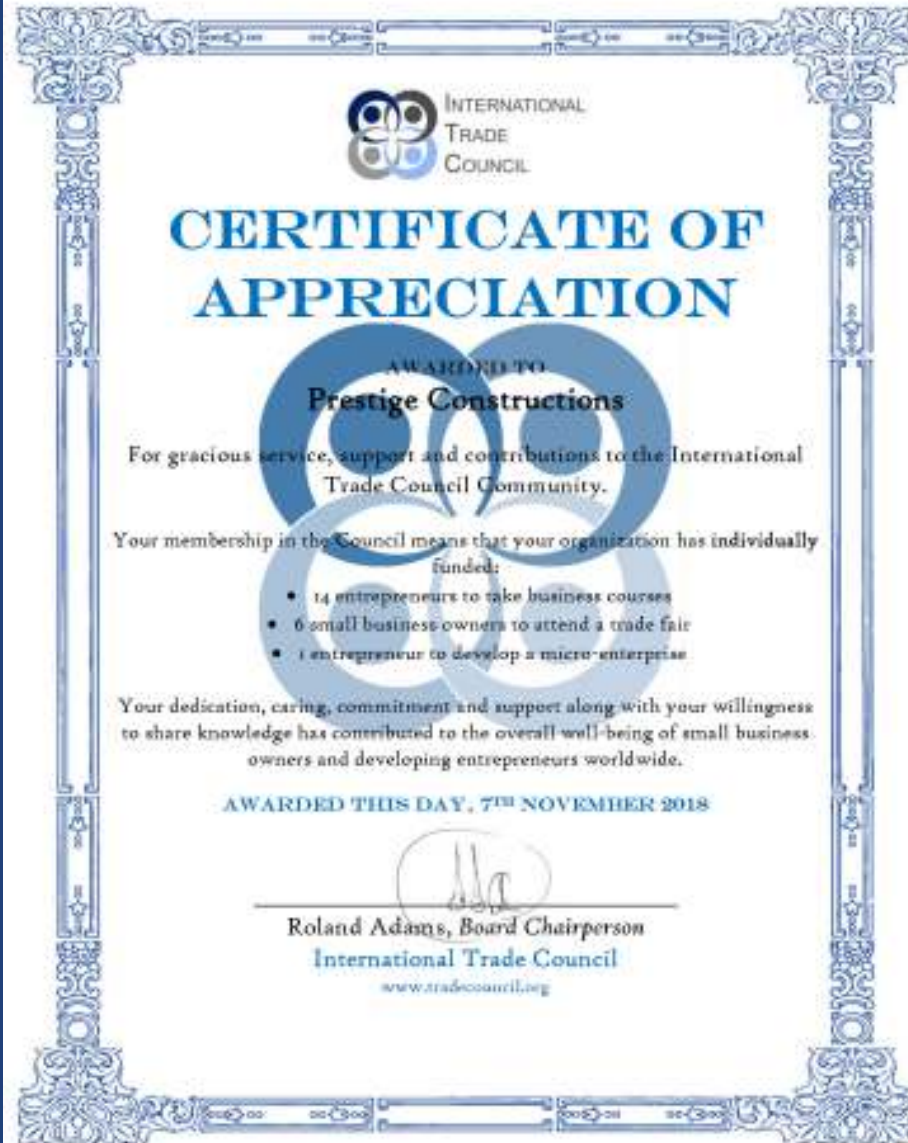 INTERNATIONAL
TRADE
COUNCIL
CERTIFICATE OF
APPRECIATION
AWARDED TO
Prestige Constructions
For gracious service, support and contributions to the International
Trade Council Community.
Your membership in the Council means that your organization has individually
funded:
• 14 entrepreneurs to take business courses
• 6 small business owners to attend a trade fair
• 1 entrepreneur to develop a micro-enterprise
Your dedication, caring, commitment and support along with your willingness
to share knowledge has contributed to the overall well-being of small business
owners and developing entrepreneurs worldwide.
AWARDED THIS DAY, 7TH NOVEMBER 2018
Roland Adams, Board Chairperson
International Trade Council
www.tradecouncil.org